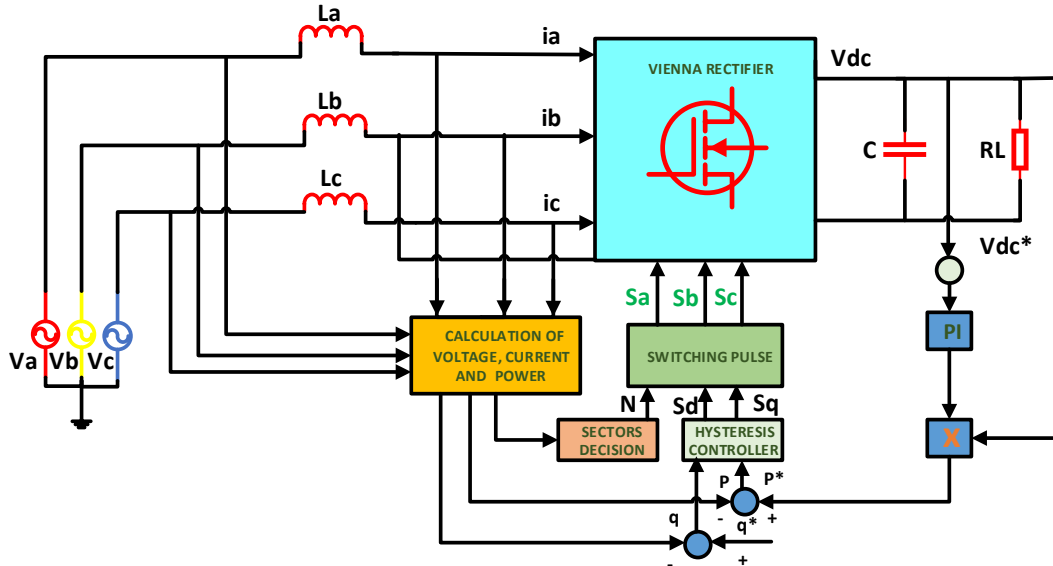 La
ia
Lb
ib
Lc
ic
VIENNA RECTIFIER
Vdc
C
RL
Vdc*
PI
X
Sa Sb Sc
SWITCHING PULSE
N Sd Sq
Va Vb Vc
CALCULATION OF
VOLTAGE, CURRENT
AND POWER
SECTORS
DECISION
HYSTERESIS
CONTROLLER
P P*
- +
q q*
- +